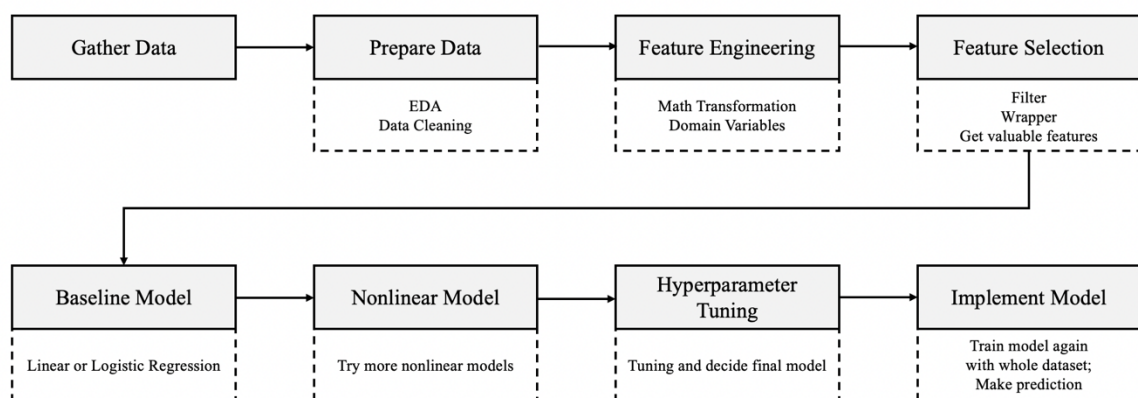 Gather Data
Prepare Data
EDA
Data Cleaning
Feature Engineering
Math Transformation
Domain Variables
Feature Selection
Filter
Wrapper
Get valuable features
Baseline Model
Linear or Logistic Regression
Nonlinear Model
Try more nonlinear models
Hyperparameter
Tuning
Tuning and decide final model
Implement Model
Train model again
with whole dataset;
Make prediction